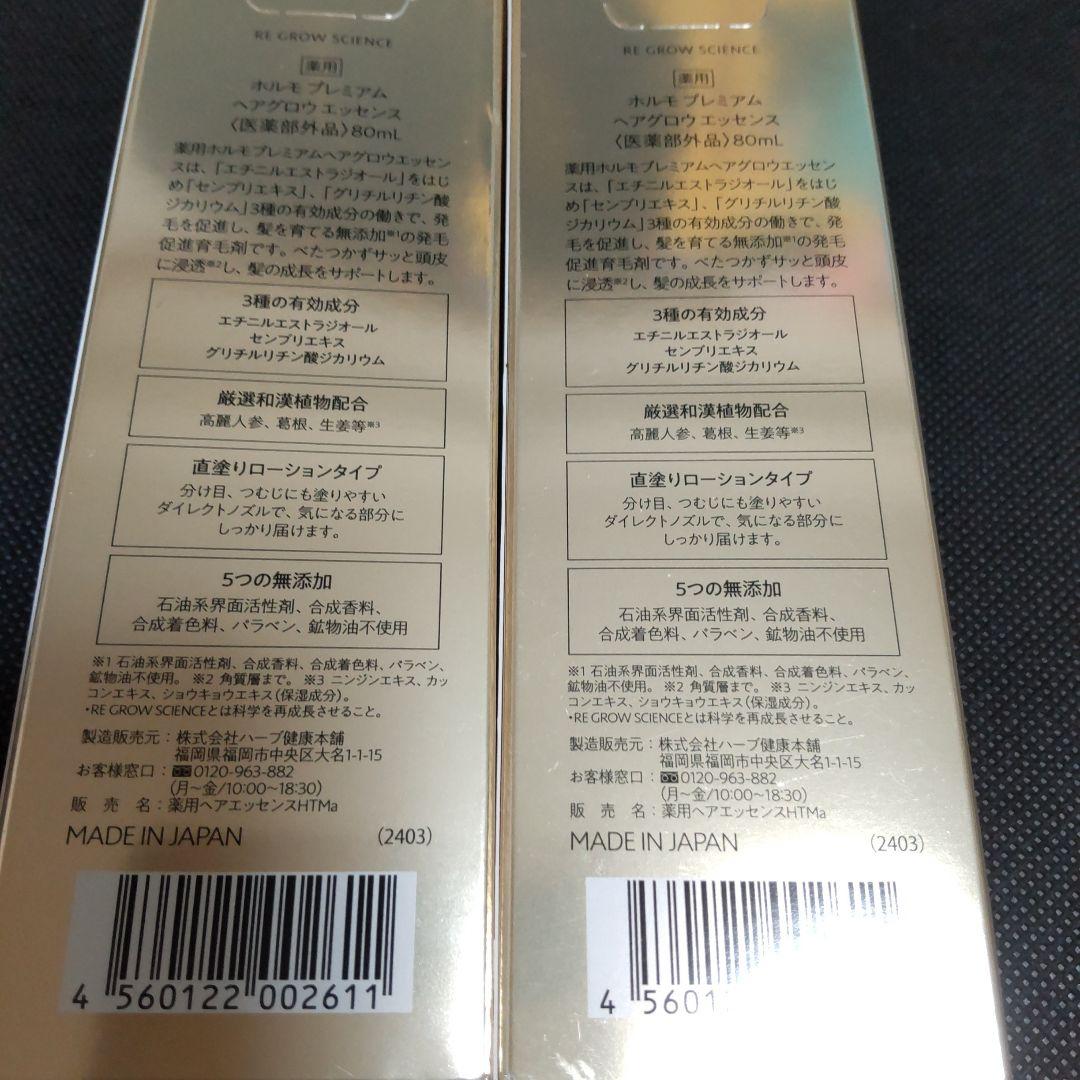 RE GROW SCIENCE
薬用
ホルモ プレミアム
ヘアグロウエッセンス
〈医薬部外品〉80mL
薬用ホルモプレミアムヘアグロウエッセン
スは、「エチニルエストラジオール」をはじ
め「センブリエキス」、「グリチルリチン酸
ジカリウム」3種の有効成分の働きで、発
毛を促進し、髪を育てる無添加※1の発毛
促進育毛剤です。べたつかずサッと頭皮
に浸透※2し、髪の成長をサポートします。
3種の有効成分
エチニルエストラジオール
センブリエキス
グリチルリチン酸ジカリウム
厳選和漢植物配合
高麗人参、葛根、生姜等※3
直塗りローションタイプ
分け目、つむじにも塗りやすい
ダイレクトノズルで、気になる部分に
しっかり届けます。
5つの無添加
石油系界面活性剤、合成香料、
合成着色料、パラベン、鉱物油不使用
※1 石油系界面活性剤、合成香料、合成着色料、パラベン、
鉱物油不使用。 ※2 角質層まで。 ※3 ニンジンエキス、カッ
コンエキス、ショウキョウエキス(保湿成分)。
・RE GROW SCIENCEとは科学を再成長させること。
製造販売元：株式会社ハーブ健康本舗
福岡県福岡市中央区大名1-1-15
お客様窓口：0120-963-882
(月~金/10:00~18:30)
販 売 名：薬用ヘアエッセンスHTMa
MADE IN JAPAN (2403)
4 560122 002611
RE GROW SCIENCE
薬用
ホルモ プレミアム
ヘアグロウエッセンス
〈医薬部外品〉80mL
薬用ホルモプレミアムヘアグロウエッセン
スは、「エチニルエストラジオール」をはじ
め「センブリエキス」、「グリチルリチン酸
ジカリウム」3種の有効成分の働きで、発
毛を促進し、髪を育てる無添加※1の発毛
促進育毛剤です。べたつかずサッと頭皮
に浸透※2し、髪の成長をサポートします。
3種の有効成分
エチニルエストラジオール
センブリエキス
グリチルリチン酸ジカリウム
厳選和漢植物配合
高麗人参、葛根、生姜等※3
直塗りローションタイプ
分け目、つむじにも塗りやすい
ダイレクトノズルで、気になる部分に
しっかり届けます。
5つの無添加
石油系界面活性剤、合成香料、
合成着色料、パラベン、鉱物油不使用
※1 石油系界面活性剤、合成香料、合成着色料、パラベン、
鉱物油不使用。 ※2 角質層まで。 ※3 ニンジンエキス、カッ
コンエキス、ショウキョウエキス(保湿成分)。
・RE GROW SCIENCEとは科学を再成長させること。
製造販売元：株式会社ハーブ健康本舗
福岡県福岡市中央区大名1-1-15
お客様窓口：0120-963-882
(月~金/10:00~18:30)
販 売 名：薬用ヘアエッセンスHTMa
MADE IN JAPAN (2403)
4 5601